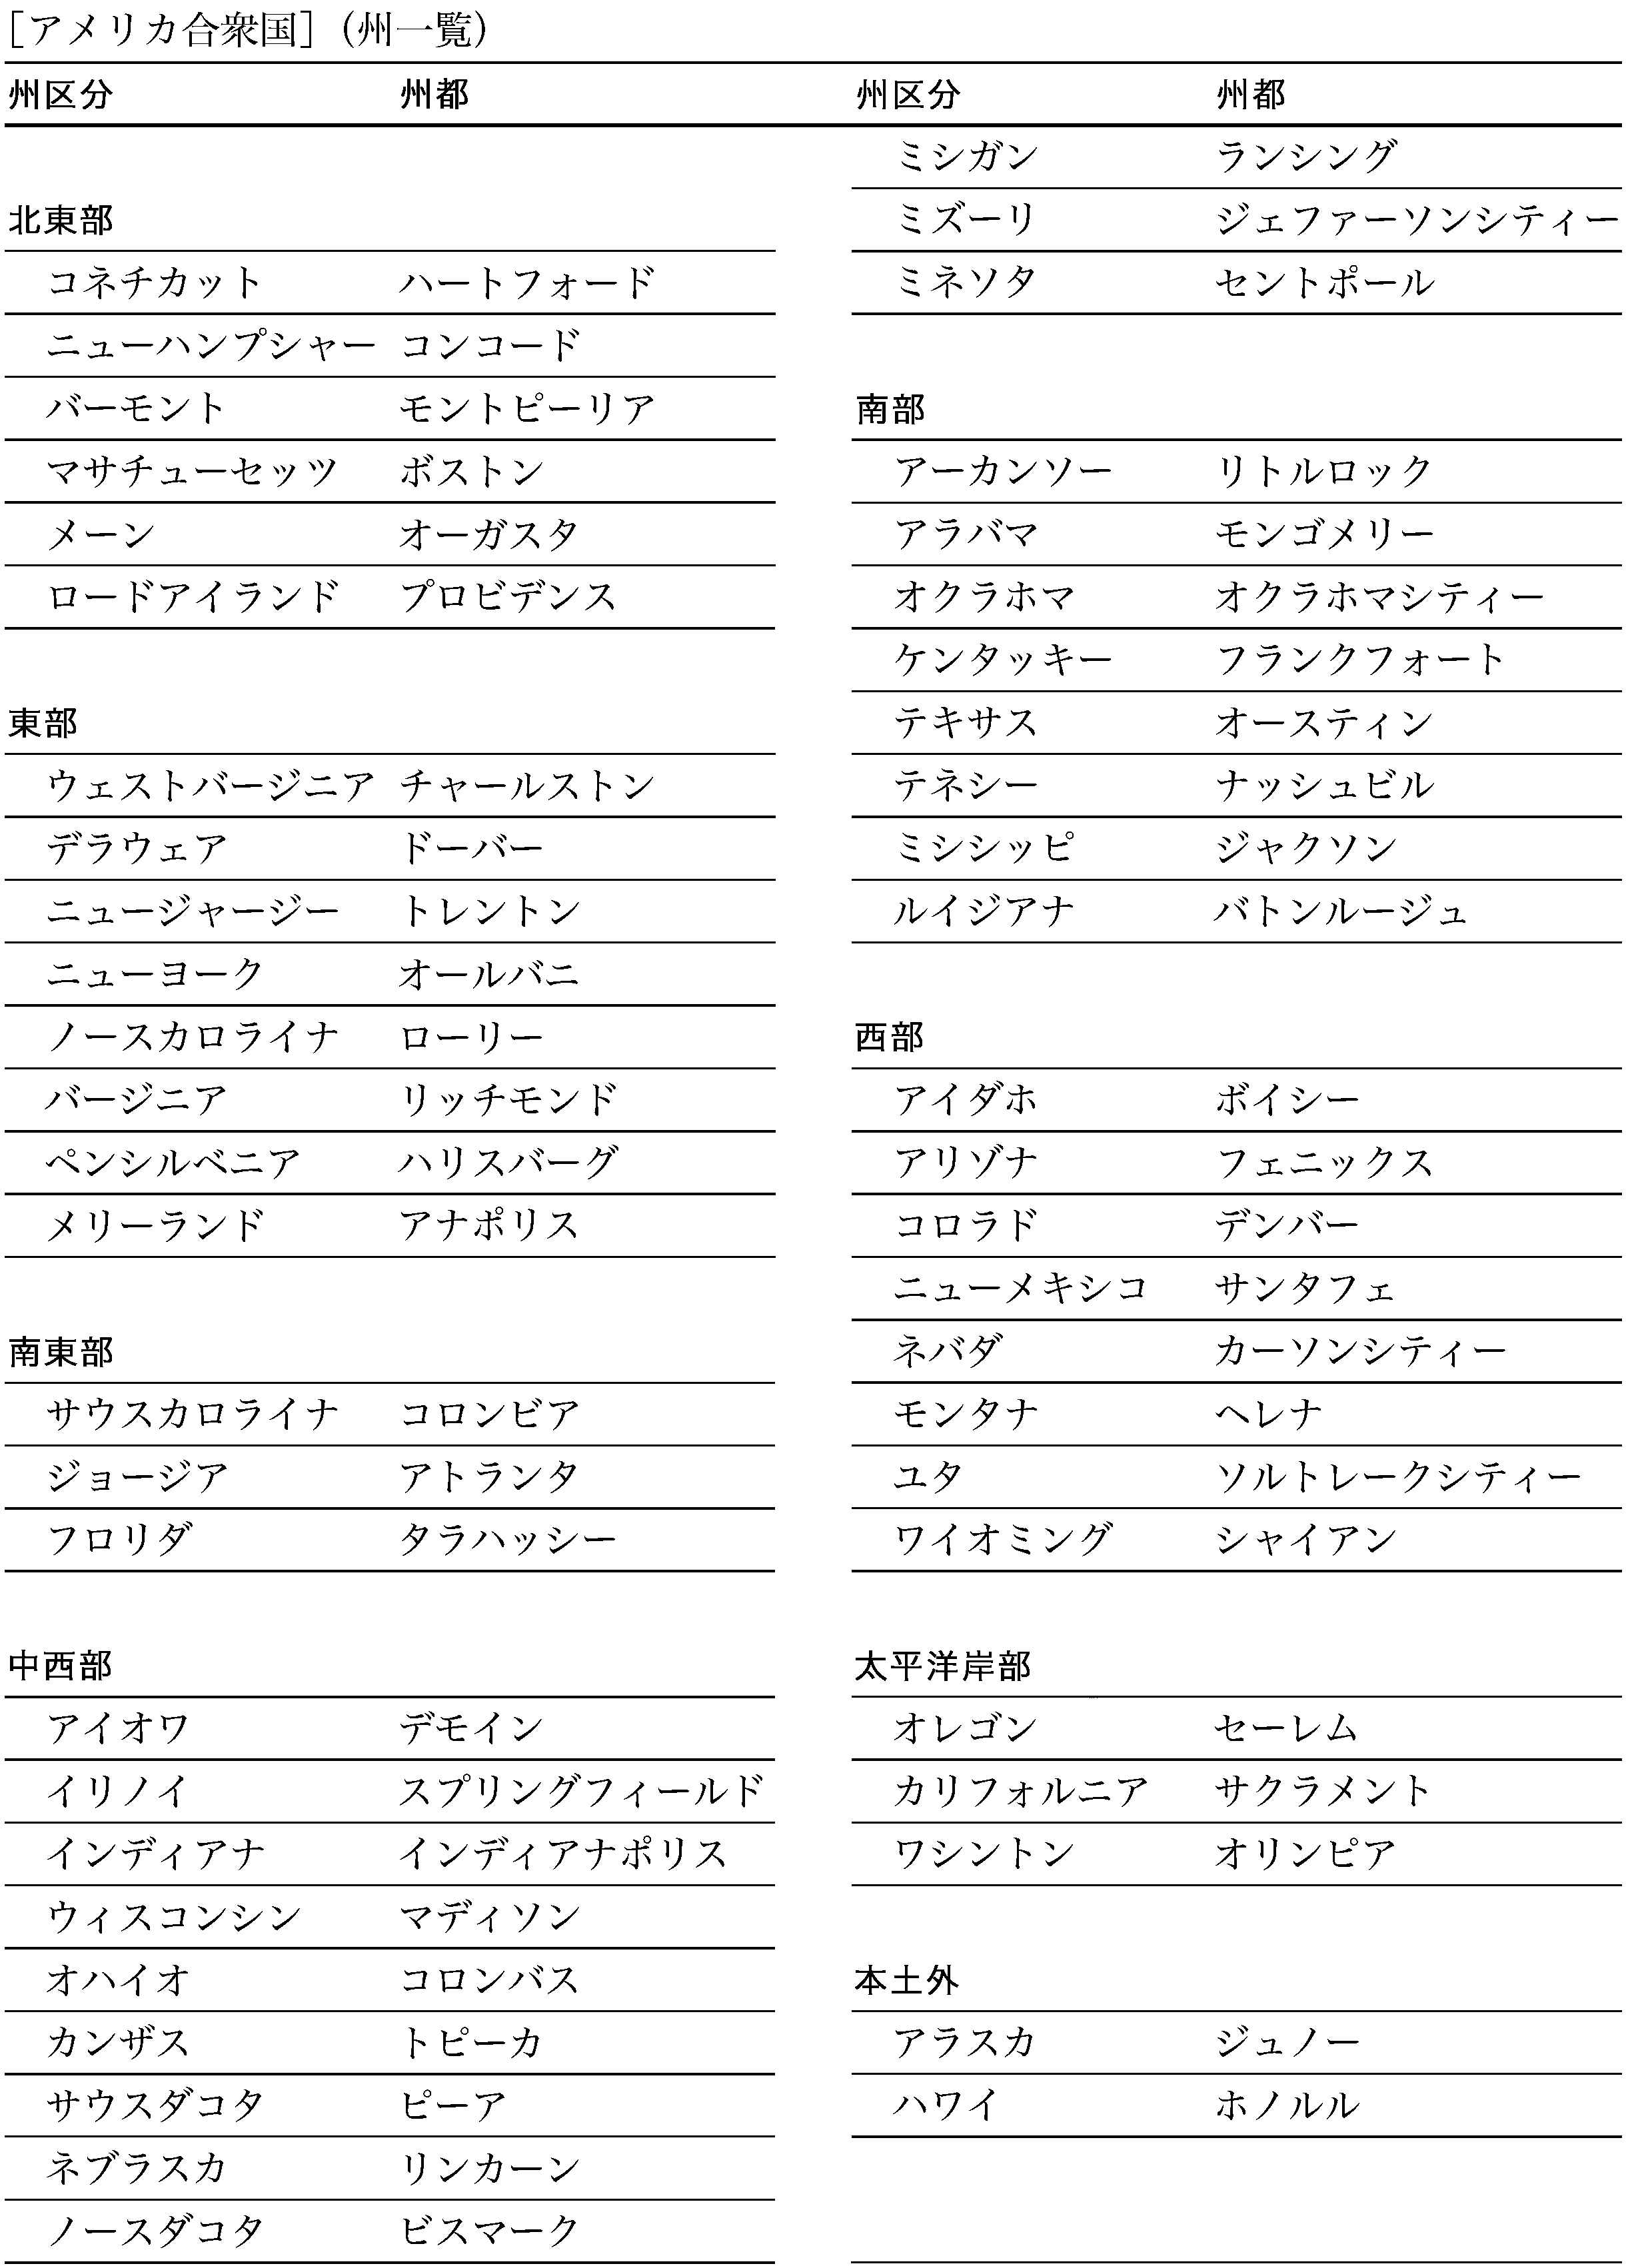 ［アメリカ合衆国］（州一覧）
州区分 州都
北東部
コネチカット ハートフォード
ニューハンプシャー コンコード
バーモント モントピーリア
マサチューセッツ ボストン
メーン オーガスタ
ロードアイランド プロビデンス
東部
ウェストバージニア チャールストン
デラウェア ドーバー
ニュージャージー トレントン
ニューヨーク オールバニ
ノースカロライナ ローリー
バージニア リッチモンド
ペンシルベニア ハリスバーグ
メリーランド アナポリス
南東部
サウスカロライナ コロンビア
ジョージア アトランタ
フロリダ タラハッシー
中西部
アイオワ デモイン
イリノイ スプリングフィールド
インディアナ インディアナポリス
ウィスコンシン マディソン
オハイオ コロンバス
カンザス トピーカ
サウスダコタ ピーア
ネブラスカ リンカーン
ノースダコタ ビスマーク
州区分 州都
ミシガン ランシング
ミズーリ ジェファーソンシティー
ミネソタ セントポール
南部
アーカンソー リトルロック
アラバマ モンゴメリー
オクラホマ オクラホマシティー
ケンタッキー フランクフォート
テキサス オースティン
テネシー ナッシュビル
ミシシッピ ジャクソン
ルイジアナ バトンルージュ
西部
アイダホ ボイシー
アリゾナ フェニックス
コロラド デンバー
ニューメキシコ サンタフェ
ネバダ カーソンシティー
モンタナ ヘレナ
ユタ ソルトレークシティー
ワイオミング シャイアン
太平洋岸部
オレゴン セーレム
カリフォルニア サクラメント
ワシントン オリンピア
本土外
アラスカ ジュノー
ハワイ ホノルル